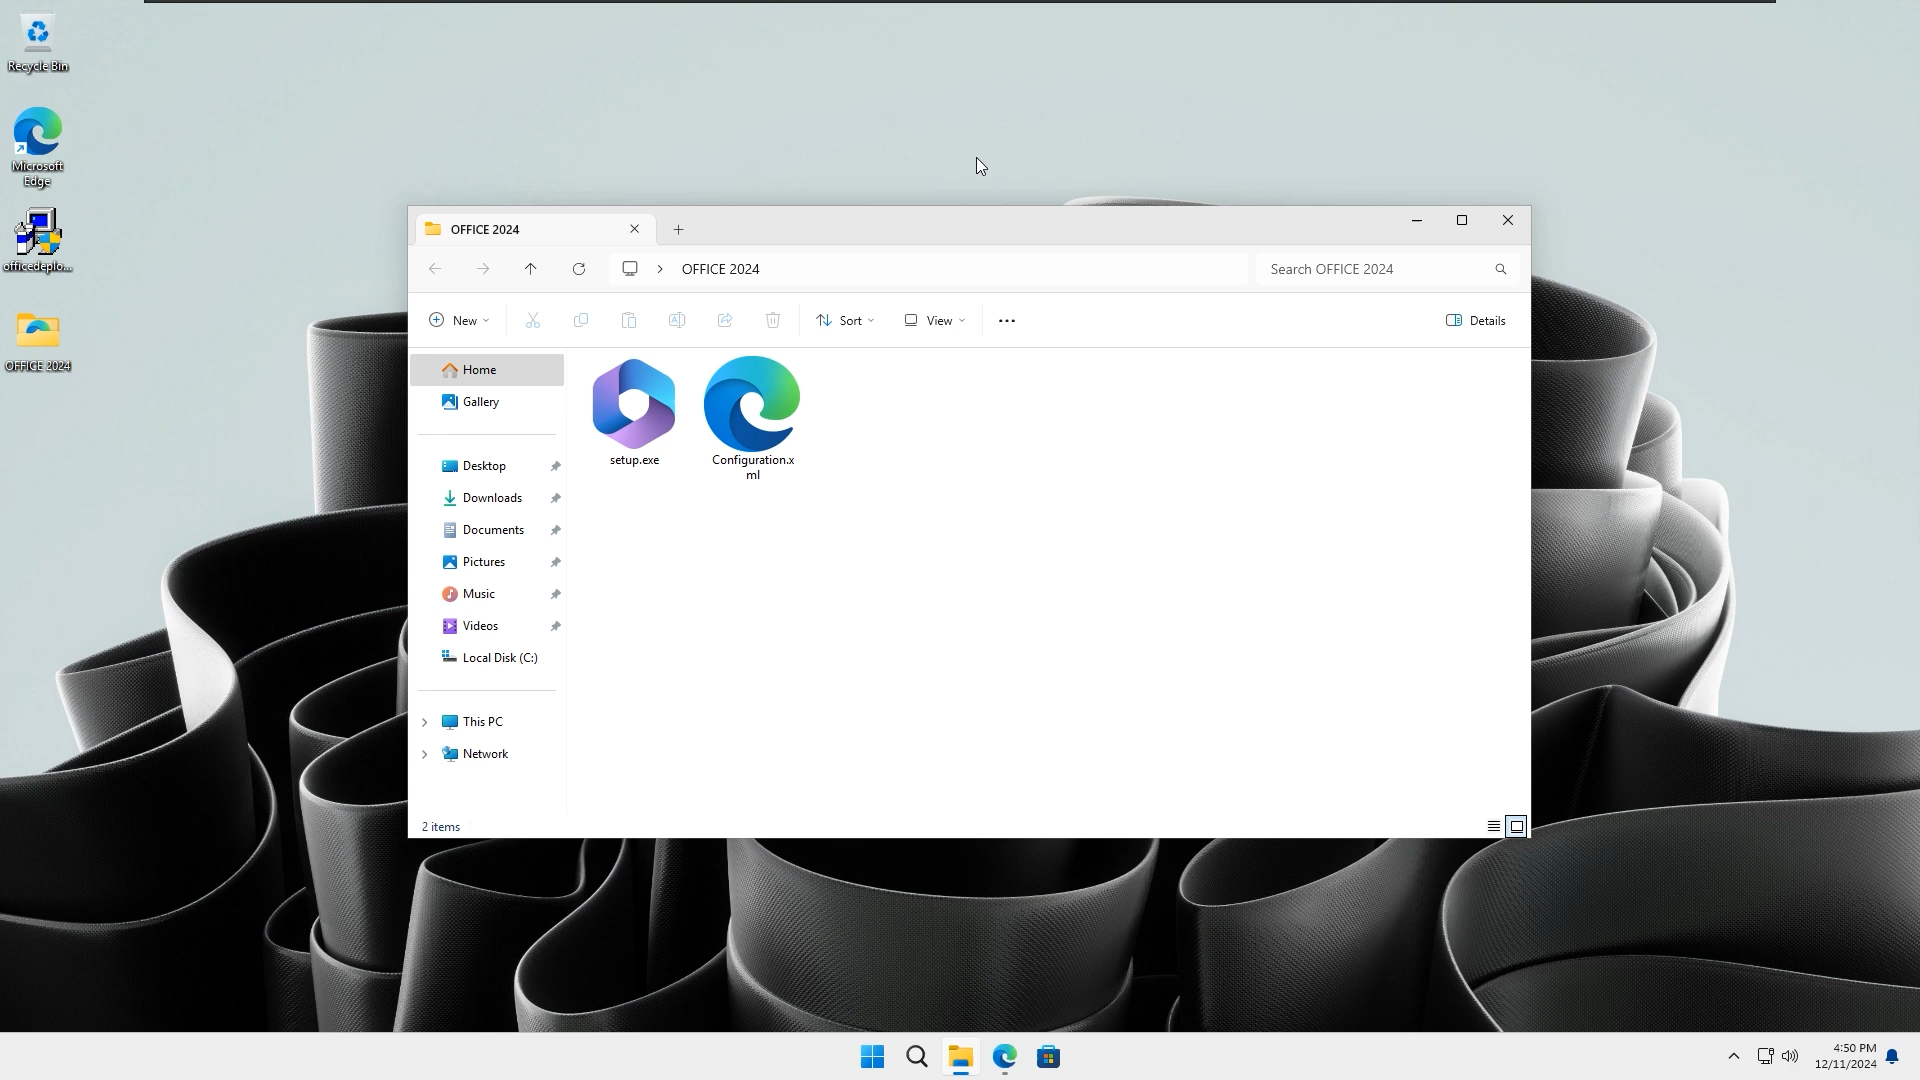 Recycle Bin
Microsoft
Edge
officedeplo...
OFFICE 2024
OFFICE 2024
OFFICE 2024
Search OFFICE 2024
New
Sort
View
Details
Home
Gallery
Desktop
Downloads
Documents
Pictures
Music
Videos
Local Disk (C:)
This PC
Network
setup.exe
Configuration.x
ml
2 items
4:50 PM
12/11/2024